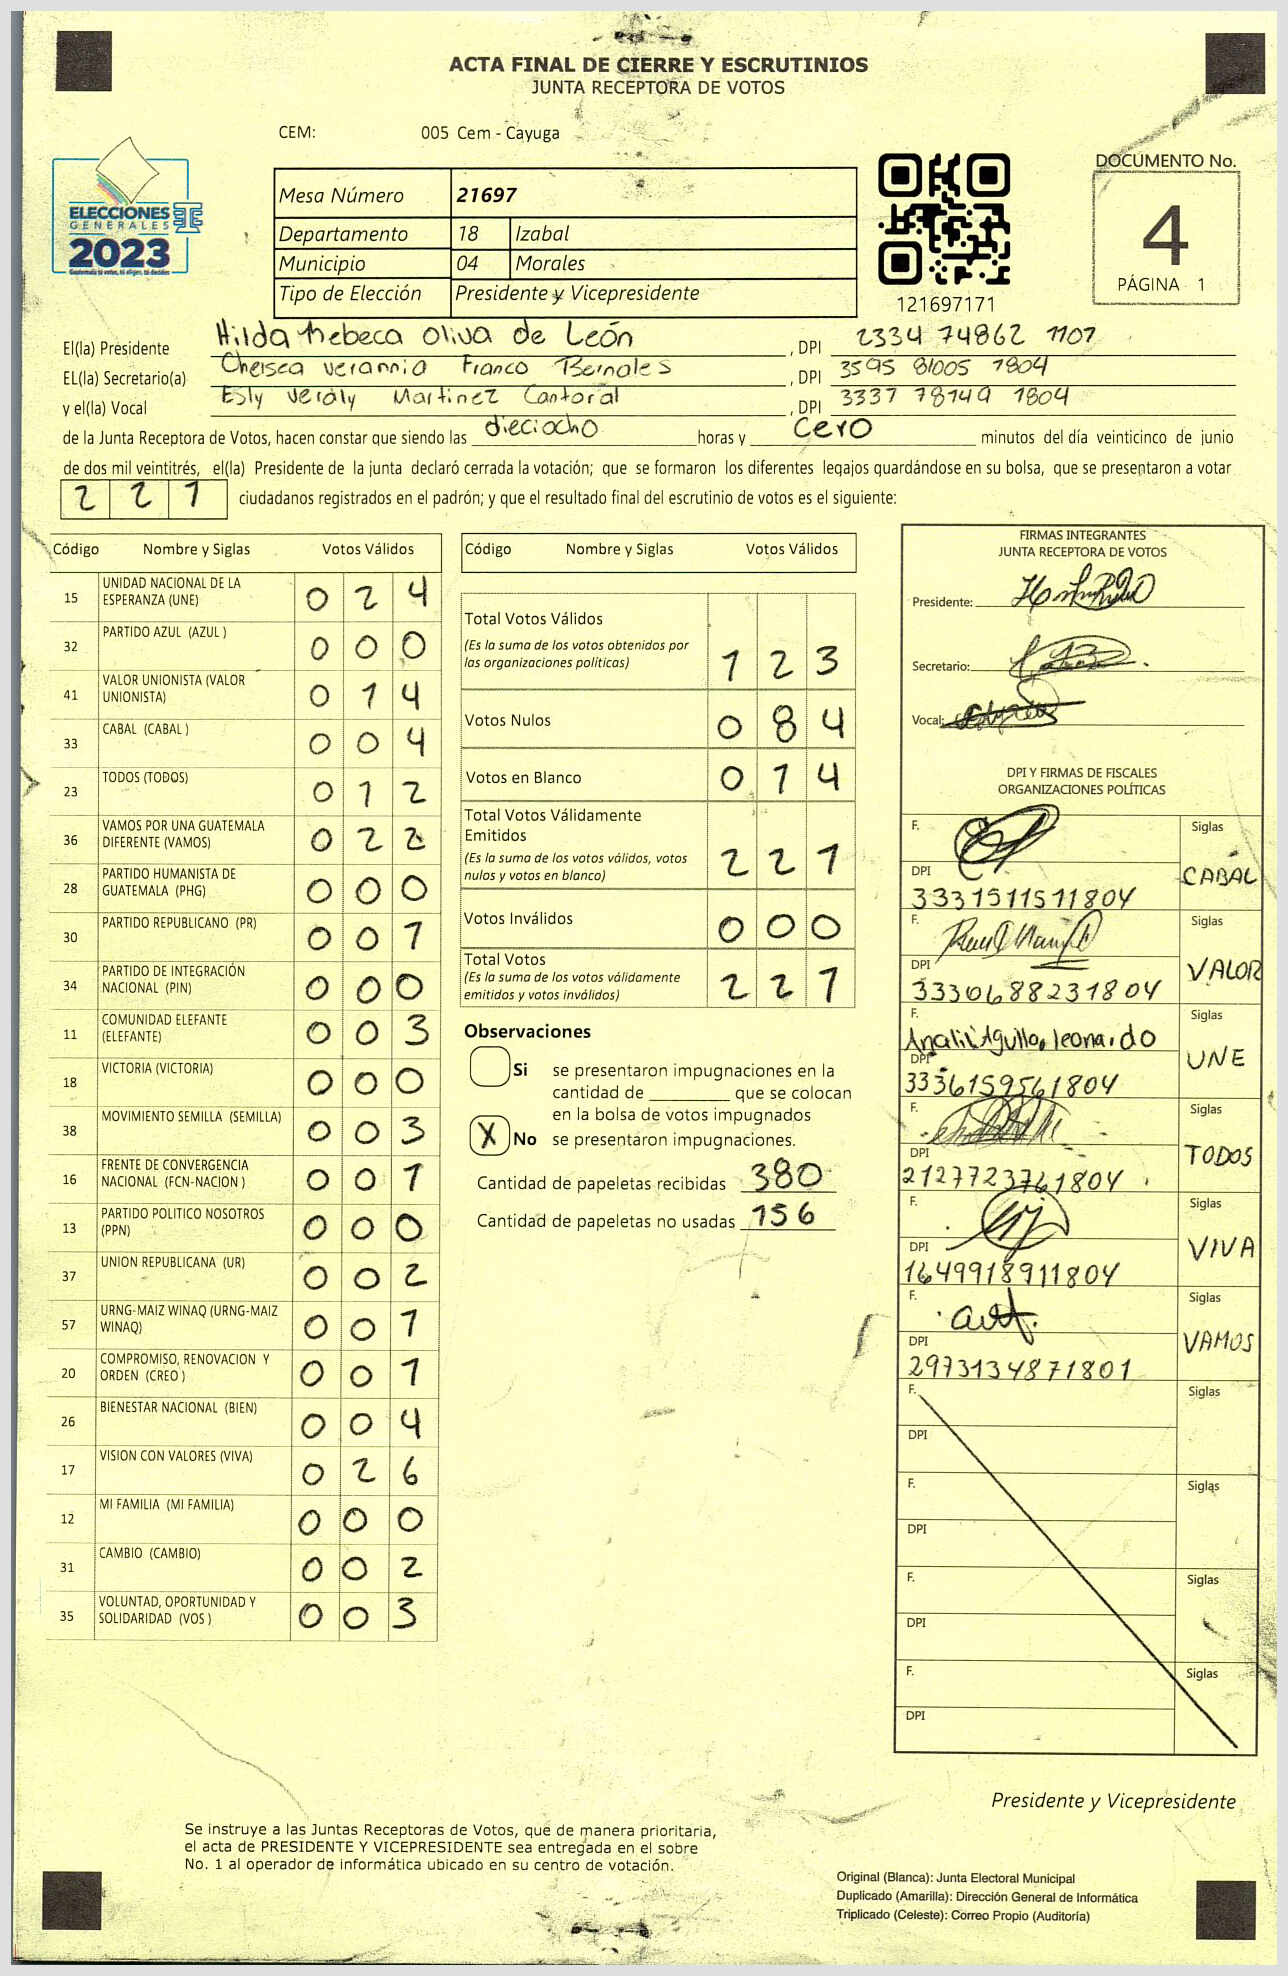 ACTA FINAL DE CIERRE Y ESCRUTINIOS
JUNTA RECEPTORA DE VOTOS
CEM: 005 Cem - Cayuga
ELECCIONES
GENERALES
2023
Guatemala tú votas, tú eliges, tú decides
Mesa Número 21697
Departamento 18 Izabal
Municipio 04 Morales
Tipo de Elección Presidente y Vicepresidente
121697171
DOCUMENTO No.
4
PÁGINA 1
El(la) Presidente Hilda Rebeca Oliva de León , DPI 2334 74862 1107
EL(la) Secretario(a) Chelsea Franco Bernales , DPI 3595 81005 1804
y el(la) Vocal Esly Martinez Cantoral , DPI 3337 78149 1804
de la Junta Receptora de Votos, hacen constar que siendo las dieciocho horas y cero minutos del día veinticinco de junio
de dos mil veintitrés, el(la) Presidente de la junta declaró cerrada la votación; que se formaron los diferentes legajos guardándose en su bolsa, que se presentaron a votar
2 2 1 ciudadanos registrados en el padrón; y que el resultado final del escrutinio de votos es el siguiente:
Código Nombre y Siglas Votos Válidos
15 UNIDAD NACIONAL DE LA ESPERANZA (UNE) 0 2 4
32 PARTIDO AZUL (AZUL ) 0 0 0
41 VALOR UNIONISTA (VALOR UNIONISTA) 0 1 4
33 CABAL (CABAL ) 0 0 4
23 TODOS (TODOS) 0 1 2
36 VAMOS POR UNA GUATEMALA DIFERENTE (VAMOS) 0 2 2
28 PARTIDO HUMANISTA DE GUATEMALA (PHG) 0 0 0
30 PARTIDO REPUBLICANO (PR) 0 0 1
34 PARTIDO DE INTEGRACIÓN NACIONAL (PIN) 0 0 0
11 COMUNIDAD ELEFANTE (ELEFANTE) 0 0 3
18 VICTORIA (VICTORIA) 0 0 0
38 MOVIMIENTO SEMILLA (SEMILLA) 0 0 3
16 FRENTE DE CONVERGENCIA NACIONAL (FCN-NACION ) 0 0 1
13 PARTIDO POLITICO NOSOTROS (PPN) 0 0 0
37 UNION REPUBLICANA (UR) 0 0 2
57 URNG-MAIZ WINAQ (URNG-MAIZ WINAQ) 0 0 1
20 COMPROMISO, RENOVACION Y ORDEN (CREO ) 0 0 1
26 BIENESTAR NACIONAL (BIEN) 0 0 4
17 VISION CON VALORES (VIVA) 0 2 6
12 MI FAMILIA (MI FAMILIA) 0 0 0
31 CAMBIO (CAMBIO) 0 0 2
35 VOLUNTAD, OPORTUNIDAD Y SOLIDARIDAD (VOS ) 0 0 3
Código Nombre y Siglas Votos Válidos
Total Votos Válidos
(Es la suma de los votos obtenidos por
las organizaciones políticas) 1 2 3
Votos Nulos 0 8 4
Votos en Blanco 0 1 4
Total Votos Válidamente
Emitidos
(Es la suma de los votos válidos, votos
nulos y votos en blanco) 2 2 1
Votos Inválidos 0 0 0
Total Votos
(Es la suma de los votos válidamente
emitidos y votos inválidos) 2 2 1
Observaciones
Si se presentaron impugnaciones en la
cantidad de ________ que se colocan
en la bolsa de votos impugnados
X No se presentaron impugnaciones.
Cantidad de papeletas recibidas 380
Cantidad de papeletas no usadas 156
FIRMAS INTEGRANTES
JUNTA RECEPTORA DE VOTOS
Presidente:
Secretario:
Vocal:
DPI Y FIRMAS DE FISCALES
ORGANIZACIONES POLÍTICAS
F. Siglas
DPI CABAL
3331511511804
F. Siglas
DPI VALOR
3330688231804
F. Siglas
DPI UNE
3336159561804
F. Siglas
DPI TODOS
2127723761804
F. Siglas
DPI VIVA
1649918911804
F. Siglas
DPI VAMOS
2973134871801
F. Siglas
DPI
F. Siglas
DPI
F. Siglas
DPI
F. Siglas
DPI
Presidente y Vicepresidente
Se instruye a las Juntas Receptoras de Votos, que de manera prioritaria,
el acta de PRESIDENTE Y VICEPRESIDENTE sea entregada en el sobre
No. 1 al operador de informática ubicado en su centro de votación.
Original (Blanca): Junta Electoral Municipal
Duplicado (Amarilla): Dirección General de Informática
Triplicado (Celeste): Correo Propio (Auditoría)